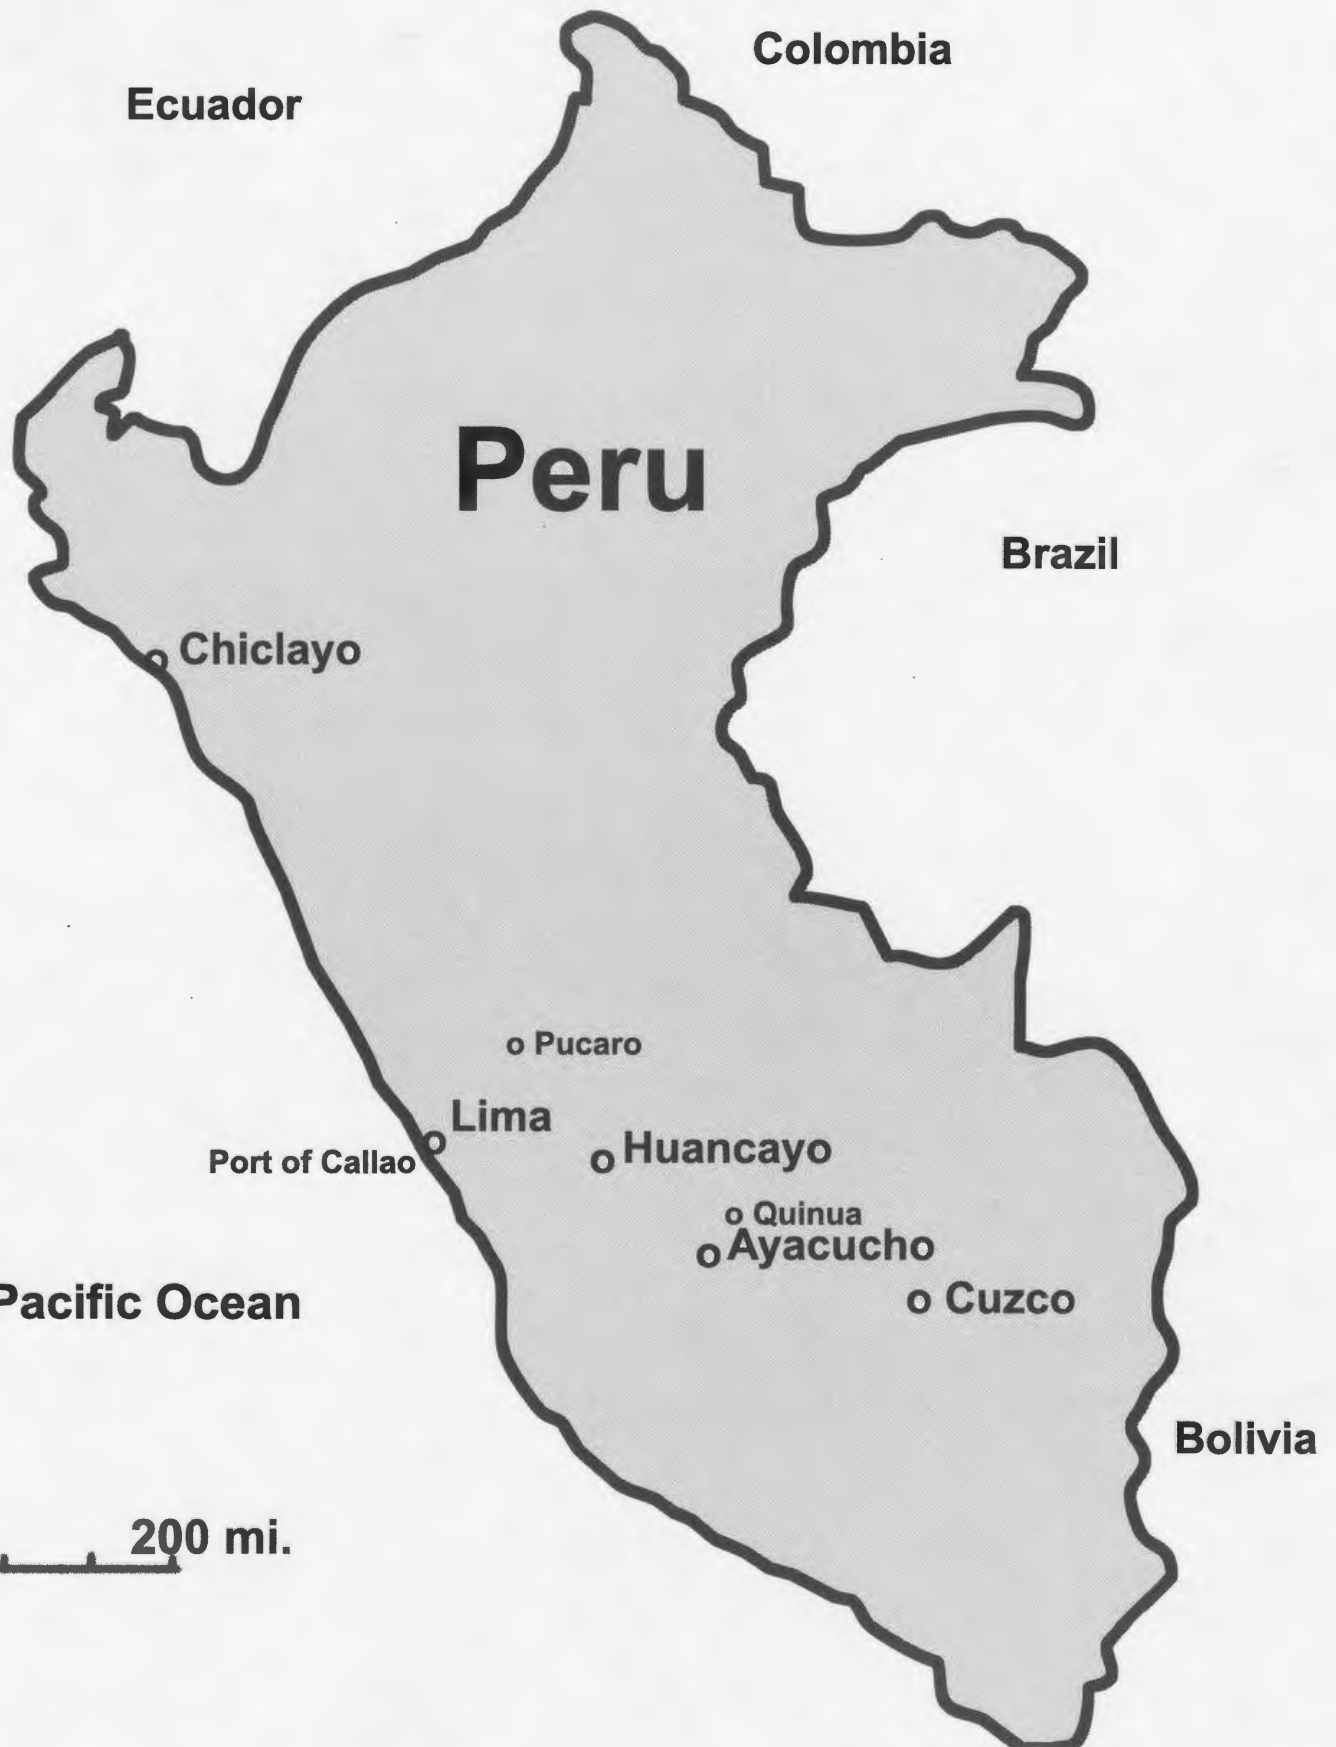 Colombia
Ecuador
Peru
Brazil
o Chiclayo
o Pucaro
o Lima
Port of Callao
o Huancayo
o Quinua
o Ayacucho
o Cuzco
Pacific Ocean
Bolivia
200 mi.